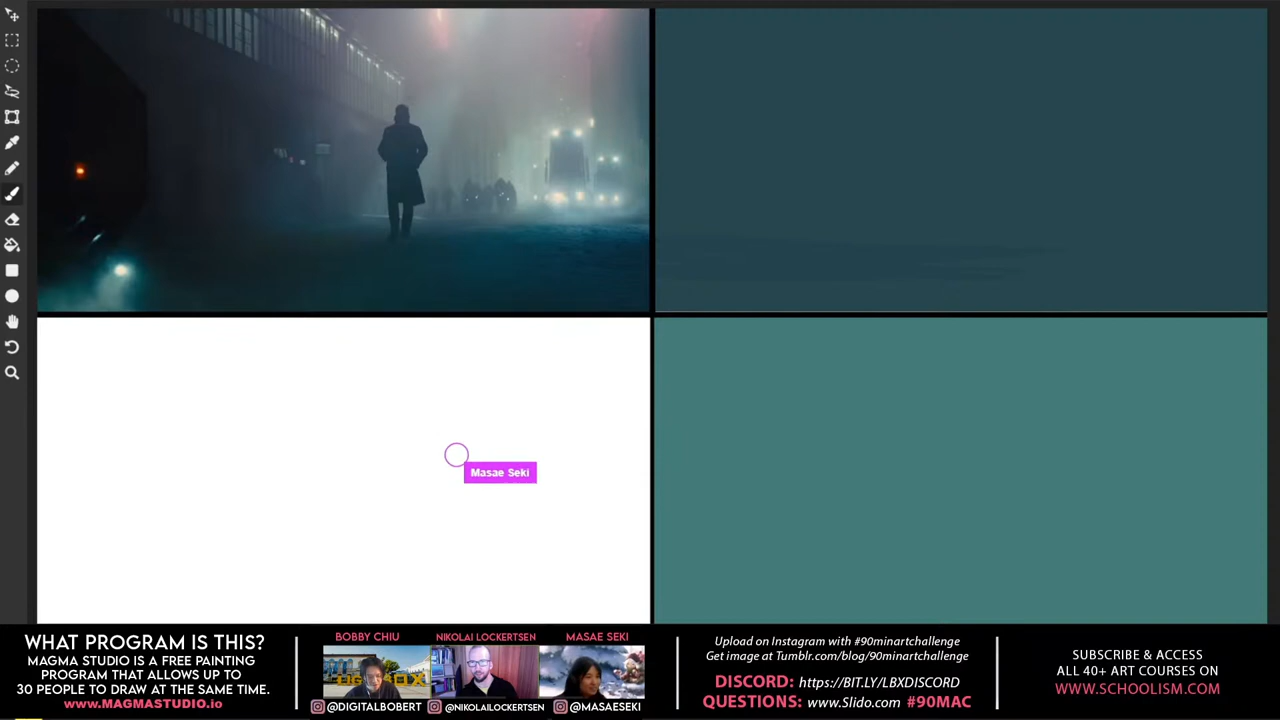 Masae Seki
WHAT PROGRAM IS THIS?
MAGMA STUDIO IS A FREE PAINTING
PROGRAM THAT ALLOWS UP TO
30 PEOPLE TO DRAW AT THE SAME TIME.
www.MAGMASTUDIO.io
BOBBY CHIU
NIKOLAI LOCKERTSEN
MASAE SEKI
@DIGITALBOBERT
@NIKOLAILOCKERTSEN
@MASAESEKI
Upload on Instagram with #90minartchallenge
Get image at Tumblr.com/blog/90minartchallenge
DISCORD: https://BIT.LY/LBXDISCORD
QUESTIONS: www.Slido.com #90MAC
SUBSCRIBE & ACCESS
ALL 40+ ART COURSES ON
WWW.SCHOOLISM.COM